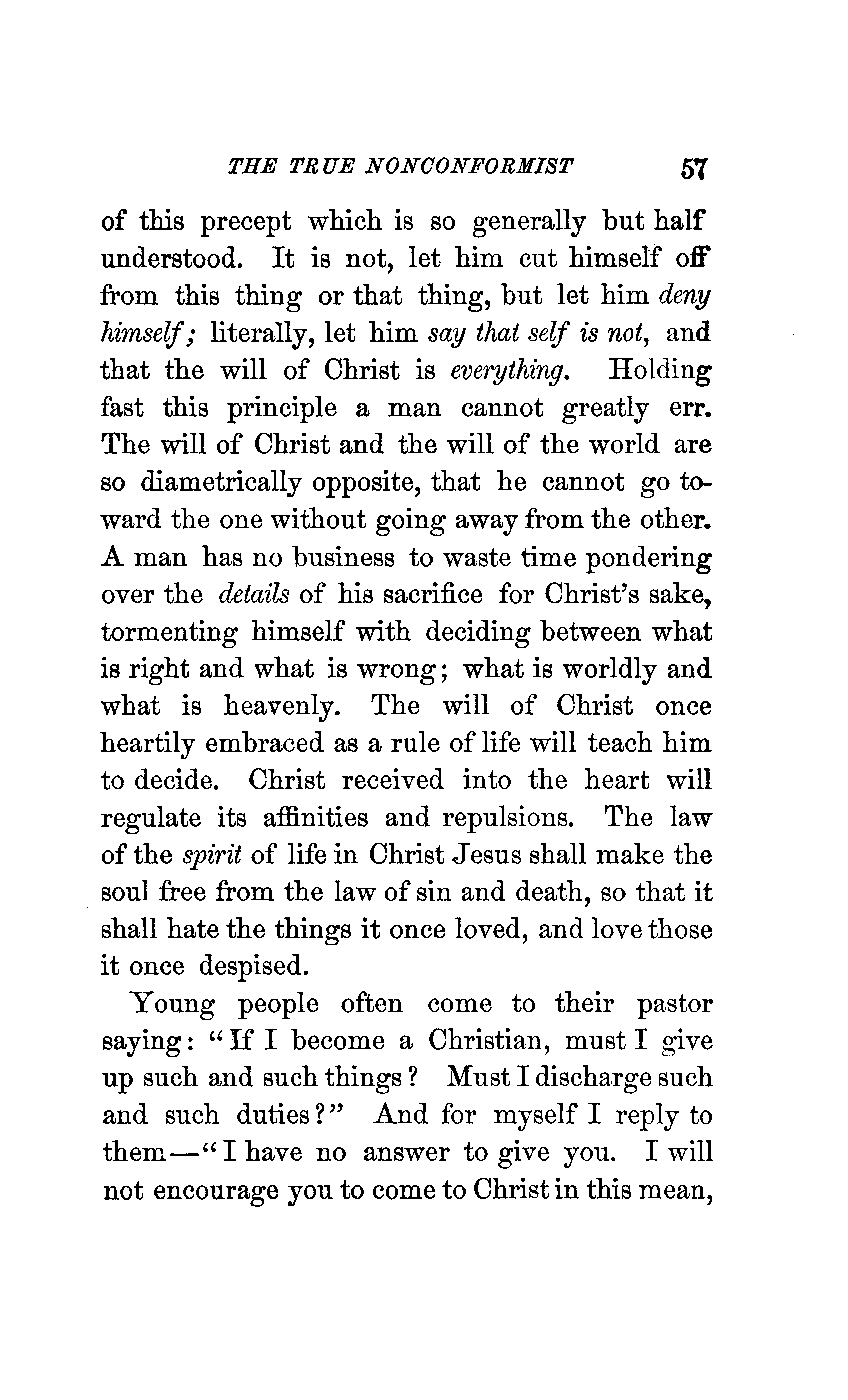 THE TRUE NONCONFORMIST 57
of this precept which is so generally but half
understood. It is not, let him cut himself off
from this thing or that thing, but let him deny
himself; literally, let him say that self is not, and
that the will of Christ is everything. Holding
fast this principle a man cannot greatly err.
The will of Christ and the will of the world are
so diametrically opposite, that he cannot go to-
ward the one without going away from the other.
A man has no business to waste time pondering
over the details of his sacrifice for Christ's sake,
tormenting himself with deciding between what
is right and what is wrong; what is worldly and
what is heavenly. The will of Christ once
heartily embraced as a rule of life will teach him
to decide. Christ received into the heart will
regulate its affinities and repulsions. The law
of the spirit of life in Christ Jesus shall make the
soul free from the law of sin and death, so that it
shall hate the things it once loved, and love those
it once despised.
Young people often come to their pastor
saying: "If I become a Christian, must I give
up such and such things? Must I discharge such
and such duties?" And for myself I reply to
them—"I have no answer to give you. I will
not encourage you to come to Christ in this mean,